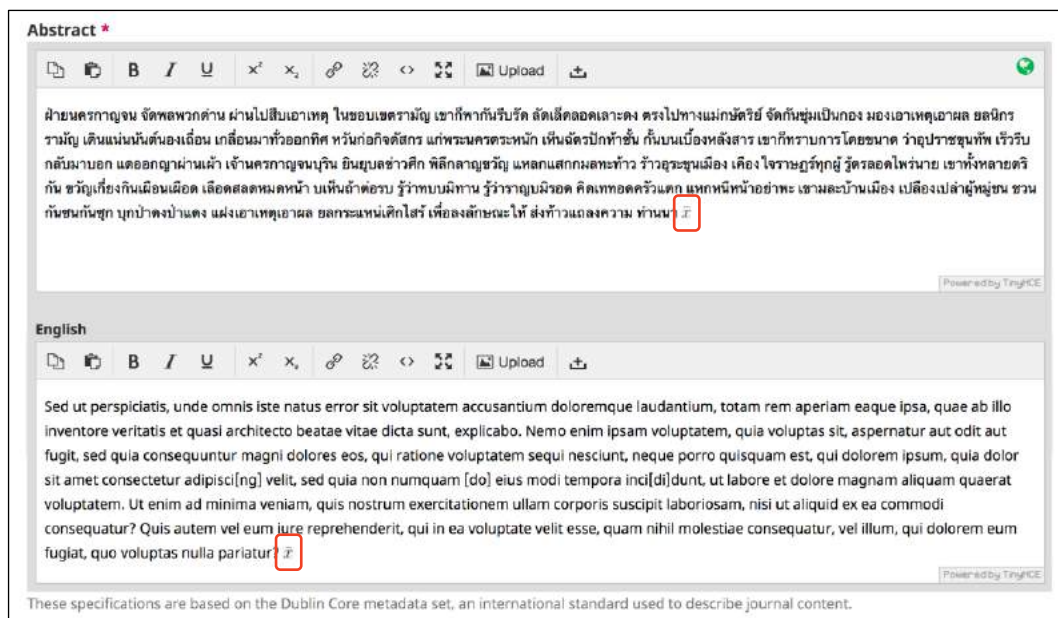 Abstract *
B I U x² x₂ Upload
ฝ่ายนครกาญจน จัดพลพวกด่าน ผ่านไปสืบเอาเหตุ ในขอบเขตรามัญ เขาก็พากันรีบรัด ลัดเล็ดลอดเลาะดง ตรงไปทางแม่กษัตริย์ จัดกันซุ่มเป็นกอง มองเอาเหตุเอาผล ยลนิกร
รามัญ เดินแน่นนันต์นองเถื่อน เกลื่อนมาทั่วออกทิศ หวันก่อกิจดัสกร แก่พระนครตระหนัก เห็นฉัตรปักห้าชั้น กั้นบนเบื้องหลังสาร เขาก็ทราบการโดยขนาด ว่าอุปราชขุนทัพ เร็วรีบ
กลับมาบอก แดออกญาผ่านเผ้า เจ้านครกาญจนบุริน ยินยุบลข่าวศึก พิลึกลาญขวัญ แหลกแสกกมลทะท้าว ร้าวอุระขุนเมือง เคือง ใจราษฎร์ทุกผู้ รู้ตรลอดไพร่นาย เขาทั้งหลายตริ
กัน ขวัญเกี่ยงกันเผือนเผือด เลือดสลดหมดหน้า บเห็นถ้าต่อรบ รู้ว่าทบบมิทาน รู้ว่าราญบมิรอด คิดเททอดครัวแตก แหกหนีหน้าอย่าพะ เขามละบ้านเมือง เปลืองเปล่าผู้หมู่ชน ชวน
กันซนกันซุก บุกป่าดงป่าแดง แฝงเอาเหตุเอาผล ยลกระแหน่เศิกไสร้ เพื่อลงลักษณะให้ ส่งท้าวแถลงความ ท่านนา x̄
Powered by TinyMCE
English
B I U x² x₂ Upload
Sed ut perspiciatis, unde omnis iste natus error sit voluptatem accusantium doloremque laudantium, totam rem aperiam eaque ipsa, quae ab illo
inventore veritatis et quasi architecto beatae vitae dicta sunt, explicabo. Nemo enim ipsam voluptatem, quia voluptas sit, aspernatur aut odit aut
fugit, sed quia consequuntur magni dolores eos, qui ratione voluptatem sequi nesciunt, neque porro quisquam est, qui dolorem ipsum, quia dolor
sit amet consectetur adipisci[ng] velit, sed quia non numquam [do] eius modi tempora inci[di]dunt, ut labore et dolore magnam aliquam quaerat
voluptatem. Ut enim ad minima veniam, quis nostrum exercitationem ullam corporis suscipit laboriosam, nisi ut aliquid ex ea commodi
consequatur? Quis autem vel eum iure reprehenderit, qui in ea voluptate velit esse, quam nihil molestiae consequatur, vel illum, qui dolorem eum
fugiat, quo voluptas nulla pariatur? x̄
Powered by TinyMCE
These specifications are based on the Dublin Core metadata set, an international standard used to describe journal content.